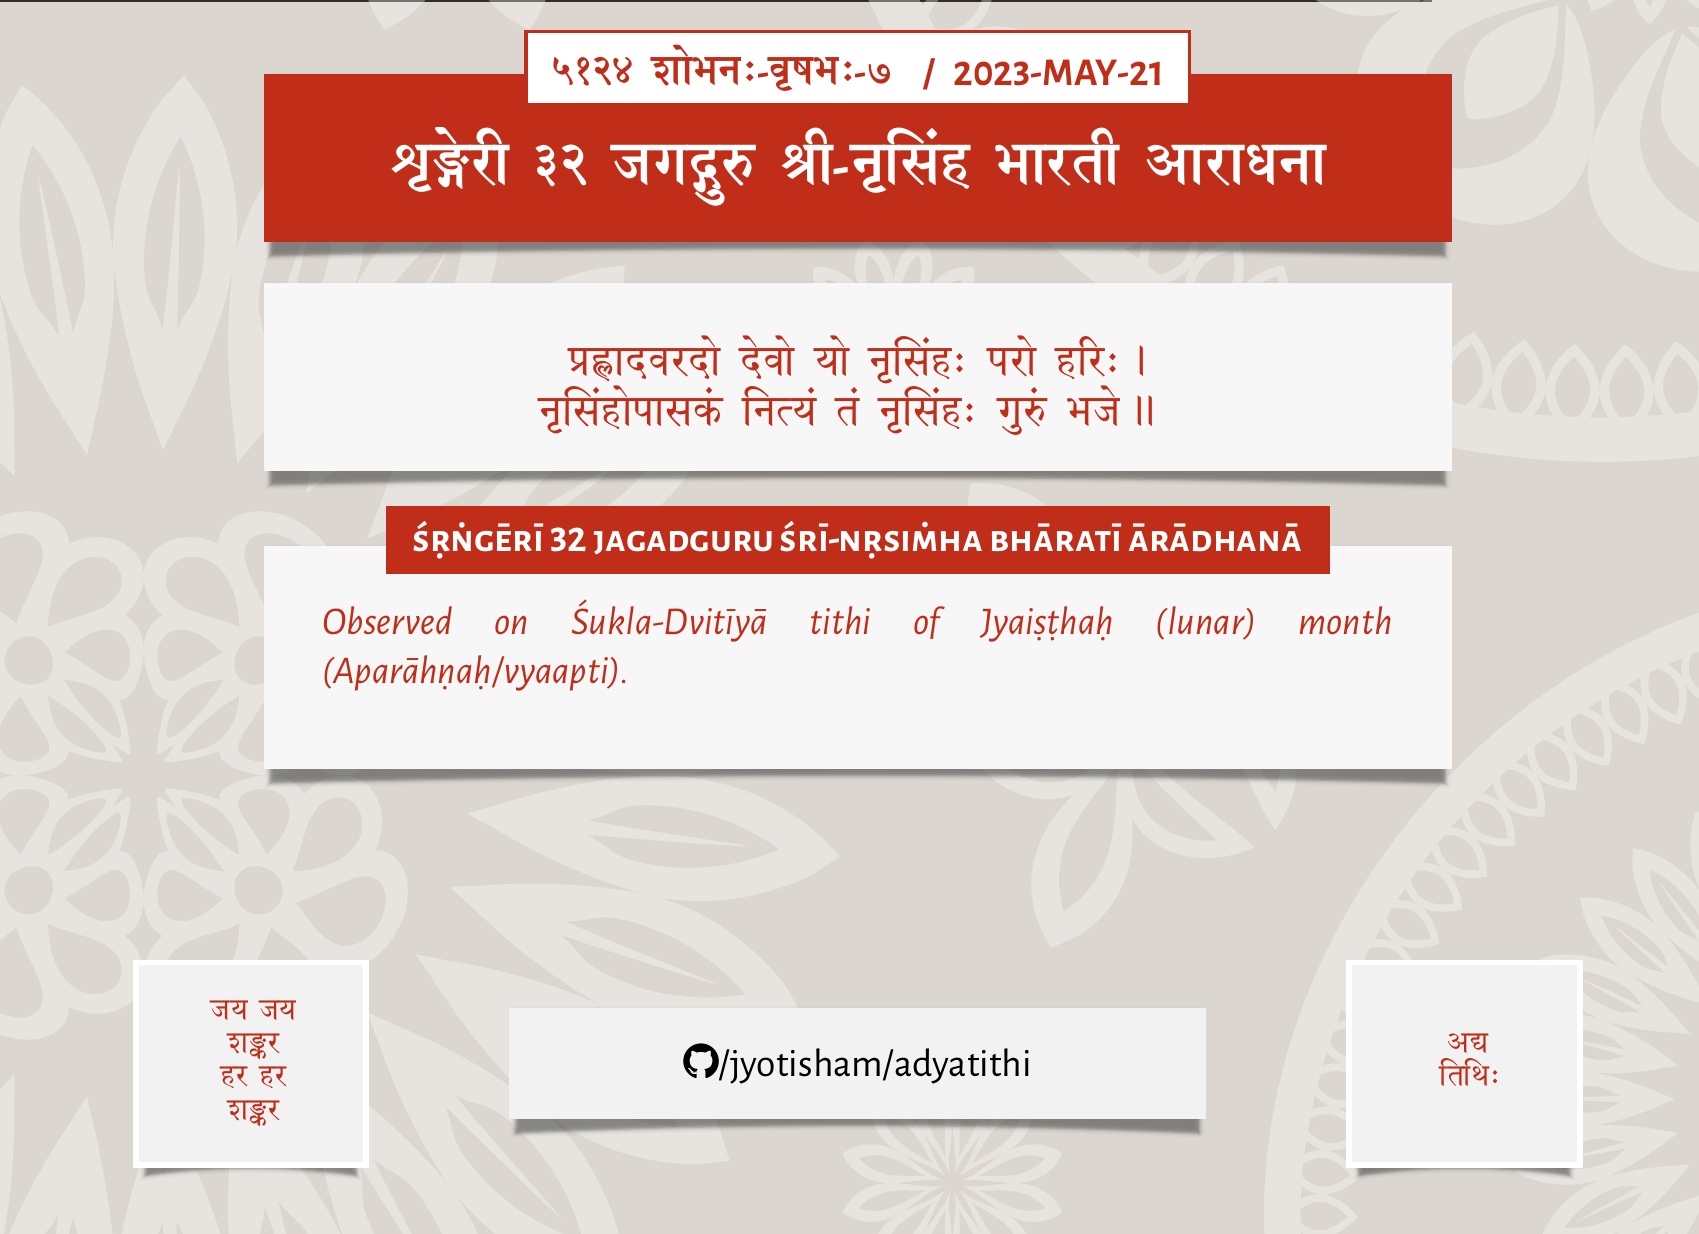 ५१२४ शोभनः-वृषभः-७ / 2023-MAY-21
शृङ्गेरी ३२ जगद्गुरु श्री-नृसिंह भारती आराधना
प्रह्लादवरदो देवो यो नृसिंहः परो हरिः ।
नृसिंहोपासकं नित्यं तं नृसिंहः गुरुं भजे ॥
ŚṚṄGĒRĪ 32 JAGADGURU ŚRĪ-NṚSIṀHA BHĀRATĪ ĀRĀDHANĀ
Observed on Śukla-Dvitīyā tithi of Jyaiṣṭhaḥ (lunar) month
(Aparāhṇaḥ/vyaapti).
जय जय
शङ्कर
हर हर
शङ्कर
/jyotisham/adyatithi
अद्य
तिथिः